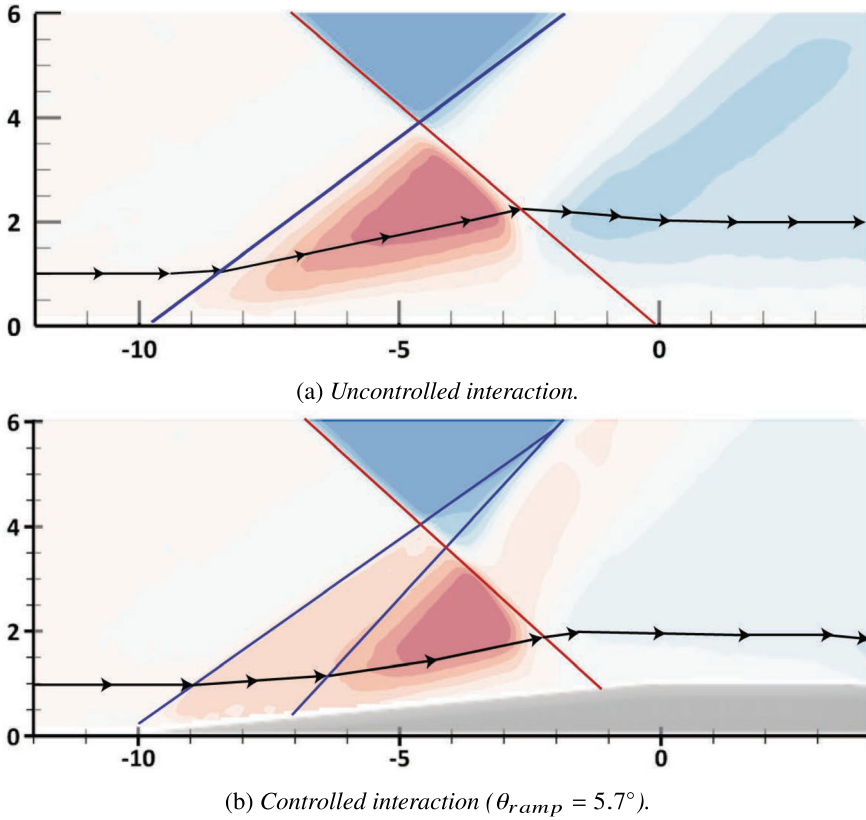 6
4
2
0
-10 -5 0
(a) Uncontrolled interaction.
6
4
2
0
-10 -5 0
(b) Controlled interaction (θramp = 5.7°).